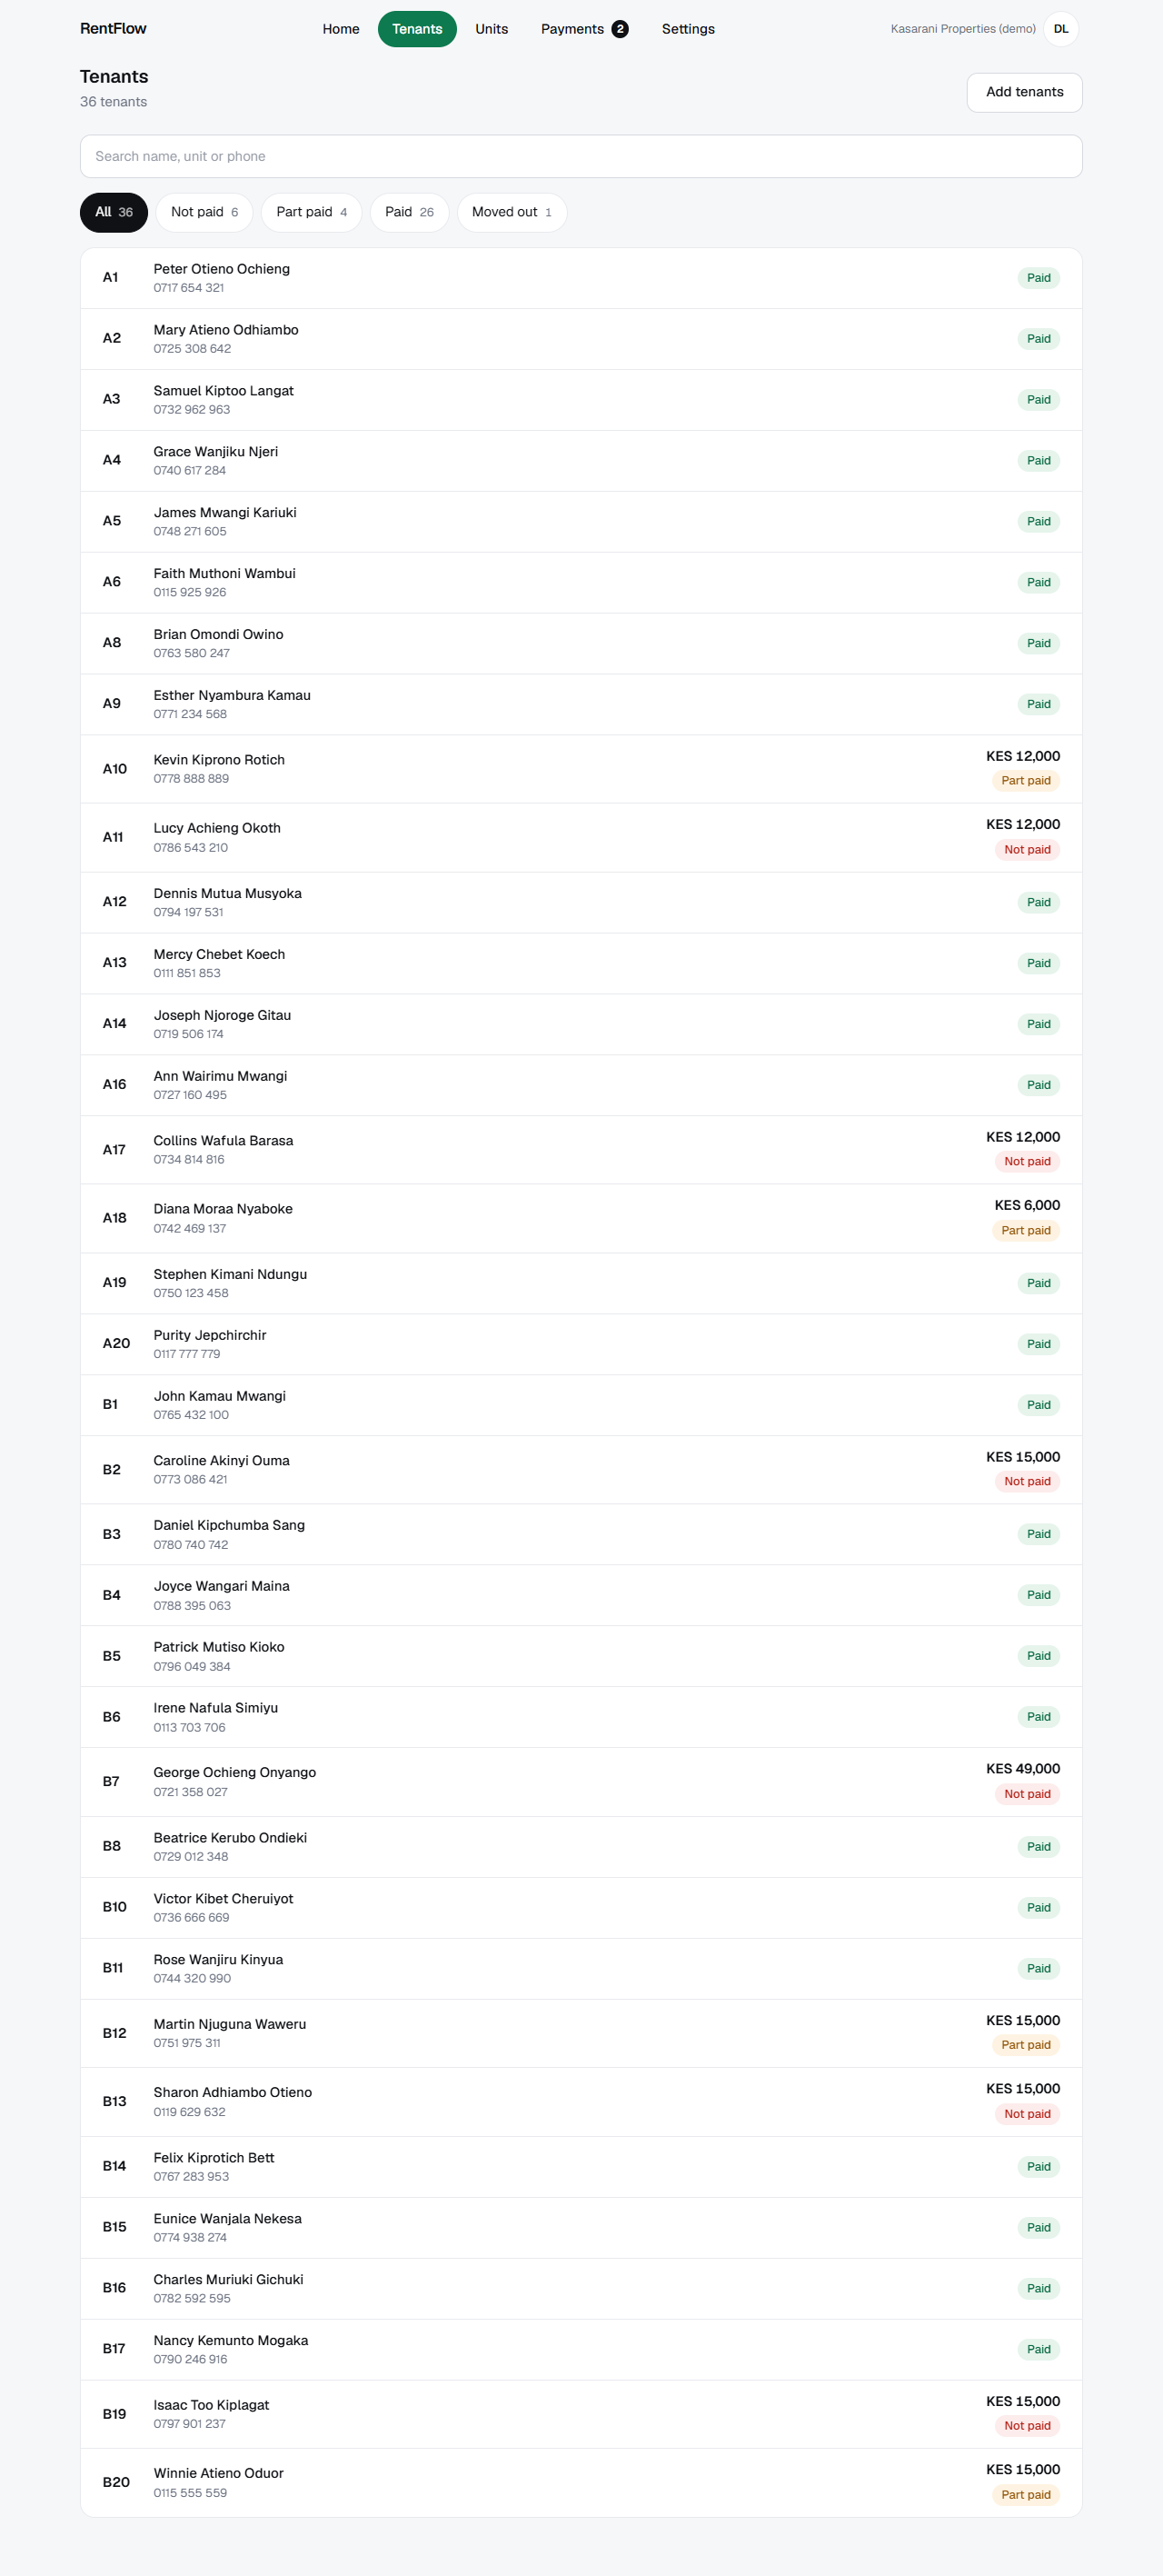 RentFlow
Home
Tenants
Units
Payments 2
Settings
Kasarani Properties (demo)
DL
Tenants
36 tenants
Add tenants
Search name, unit or phone
All 36
Not paid 6
Part paid 4
Paid 26
Moved out 1
A1
Peter Otieno Ochieng
0717 654 321
Paid
A2
Mary Atieno Odhiambo
0725 308 642
Paid
A3
Samuel Kiptoo Langat
0732 962 963
Paid
A4
Grace Wanjiku Njeri
0740 617 284
Paid
A5
James Mwangi Kariuki
0748 271 605
Paid
A6
Faith Muthoni Wambui
0115 925 926
Paid
A8
Brian Omondi Owino
0763 580 247
Paid
A9
Esther Nyambura Kamau
0771 234 568
Paid
A10
Kevin Kiprono Rotich
0778 888 889
KES 12,000
Part paid
A11
Lucy Achieng Okoth
0786 543 210
KES 12,000
Not paid
A12
Dennis Mutua Musyoka
0794 197 531
Paid
A13
Mercy Chebet Koech
0111 851 853
Paid
A14
Joseph Njoroge Gitau
0719 506 174
Paid
A16
Ann Wairimu Mwangi
0727 160 495
Paid
A17
Collins Wafula Barasa
0734 814 816
KES 12,000
Not paid
A18
Diana Moraa Nyaboke
0742 469 137
KES 6,000
Part paid
A19
Stephen Kimani Ndungu
0750 123 458
Paid
A20
Purity Jepchirchir
0117 777 779
Paid
B1
John Kamau Mwangi
0765 432 100
Paid
B2
Caroline Akinyi Ouma
0773 086 421
KES 15,000
Not paid
B3
Daniel Kipchumba Sang
0780 740 742
Paid
B4
Joyce Wangari Maina
0788 395 063
Paid
B5
Patrick Mutiso Kioko
0796 049 384
Paid
B6
Irene Nafula Simiyu
0113 703 706
Paid
B7
George Ochieng Onyango
0721 358 027
KES 49,000
Not paid
B8
Beatrice Kerubo Ondieki
0729 012 348
Paid
B10
Victor Kibet Cheruiyot
0736 666 669
Paid
B11
Rose Wanjiru Kinyua
0744 320 990
Paid
B12
Martin Njuguna Waweru
0751 975 311
KES 15,000
Part paid
B13
Sharon Adhiambo Otieno
0119 629 632
KES 15,000
Not paid
B14
Felix Kiprotich Bett
0767 283 953
Paid
B15
Eunice Wanjala Nekesa
0774 938 274
Paid
B16
Charles Muriuki Gichuki
0782 592 595
Paid
B17
Nancy Kemunto Mogaka
0790 246 916
Paid
B19
Isaac Too Kiplagat
0797 901 237
KES 15,000
Not paid
B20
Winnie Atieno Oduor
0115 555 559
KES 15,000
Part paid